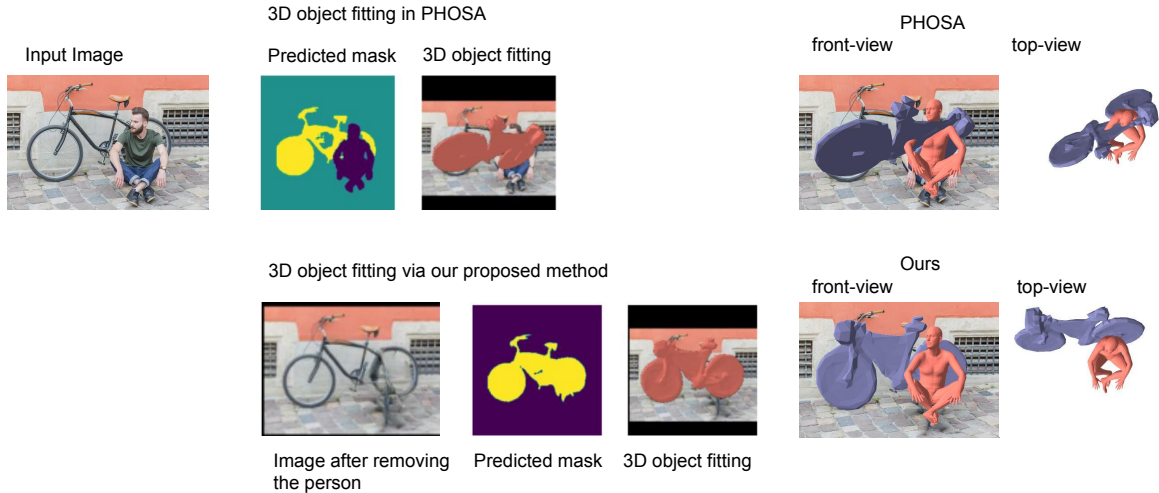 3D object fitting in PHOSA
PHOSA
Input Image
Predicted mask
3D object fitting
front-view
top-view
3D object fitting via our proposed method
Ours
front-view
top-view
Image after removing
the person
Predicted mask
3D object fitting